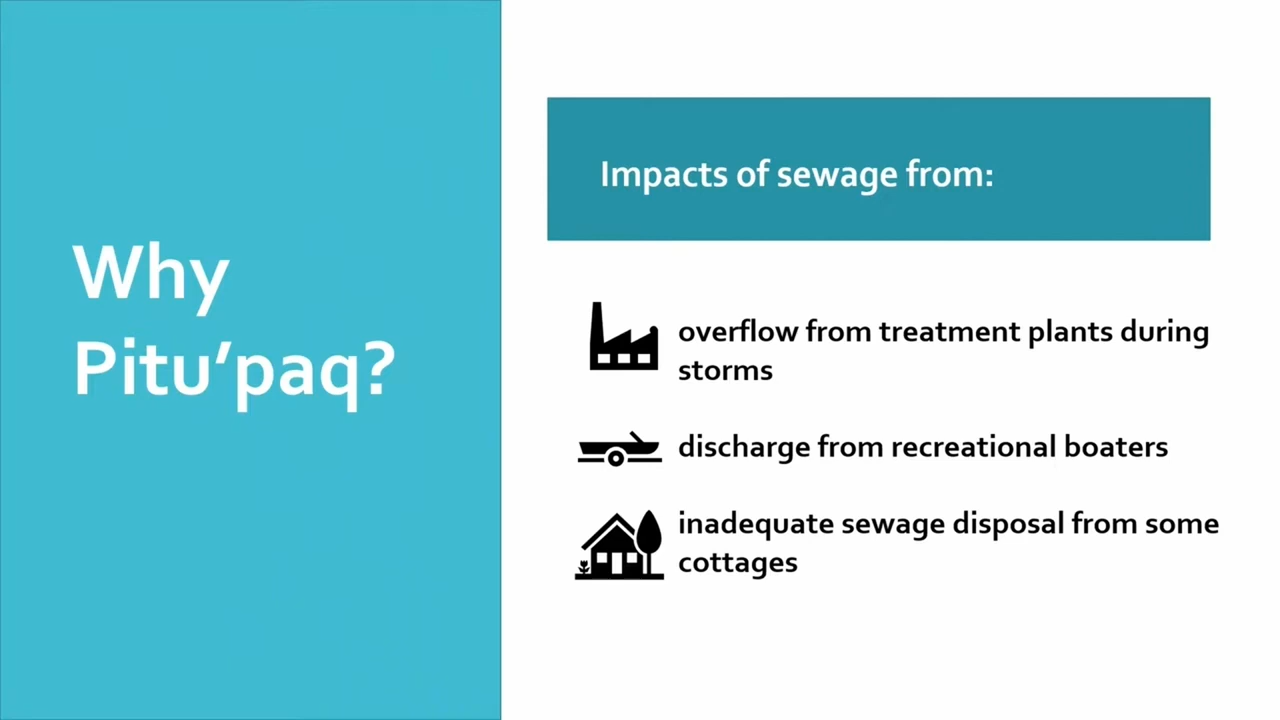 Why
Pitu'paq?
Impacts of sewage from:
overflow from treatment plants during
storms
discharge from recreational boaters
inadequate sewage disposal from some
cottages